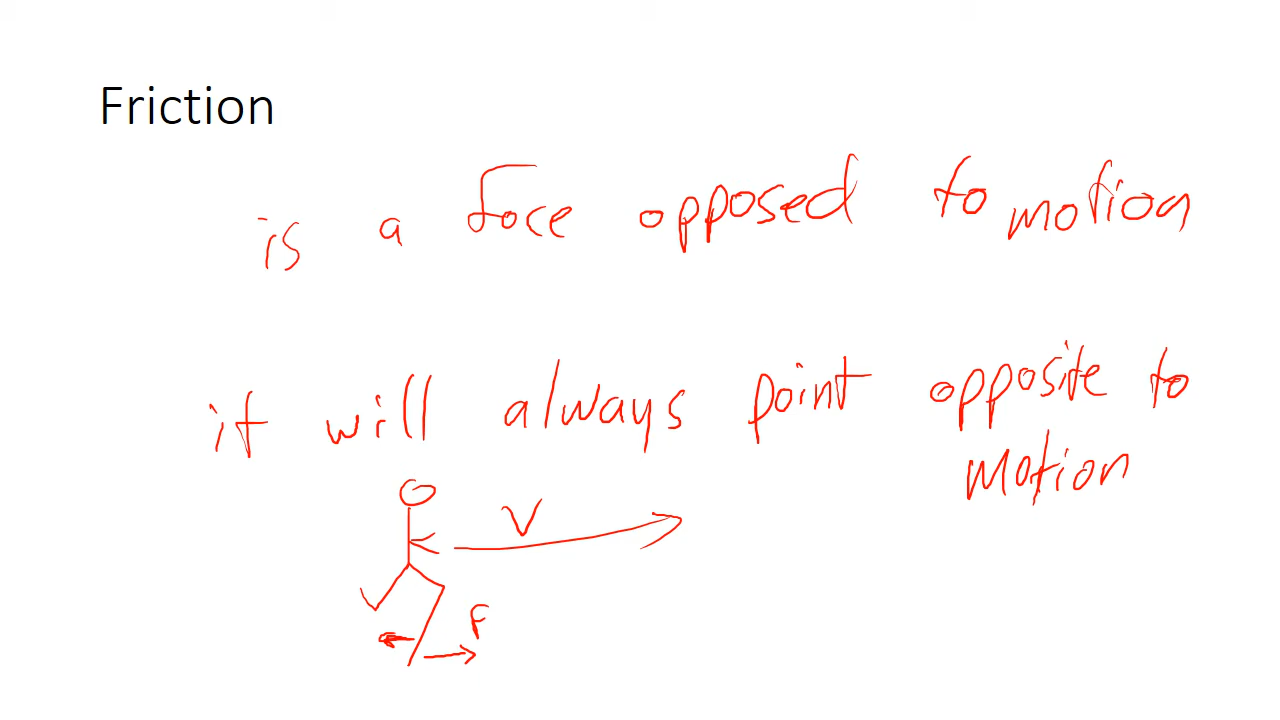 Friction
is a foce opposed to motion
it will always point opposite to
motion
V
F